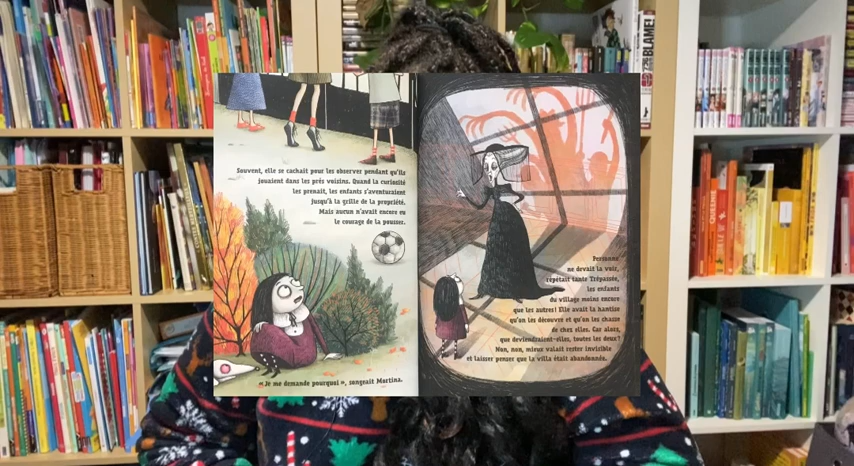 Souvent, elle se cachait pour les observer pendant qu'ils
jouaient dans les prés voisins. Quand la curiosité
les prenait, les enfants s'aventuraient
jusqu'à la grille de la propriété.
Mais aucun n'avait encore eu
le courage de la pousser.
« Je me demande pourquoi », songeait Mortina.
Personne
ne devait la voir,
répétait tante Trépassée,
les enfants
du village moins encore
que les autres ! Elle avait la hantise
qu'on les découvre et qu'on les chasse
de chez elles. Car alors,
que deviendraient-elles, toutes les deux ?
Non, non, mieux valait rester invisible
et laisser penser que la villa était abandonnée.
BLAME!